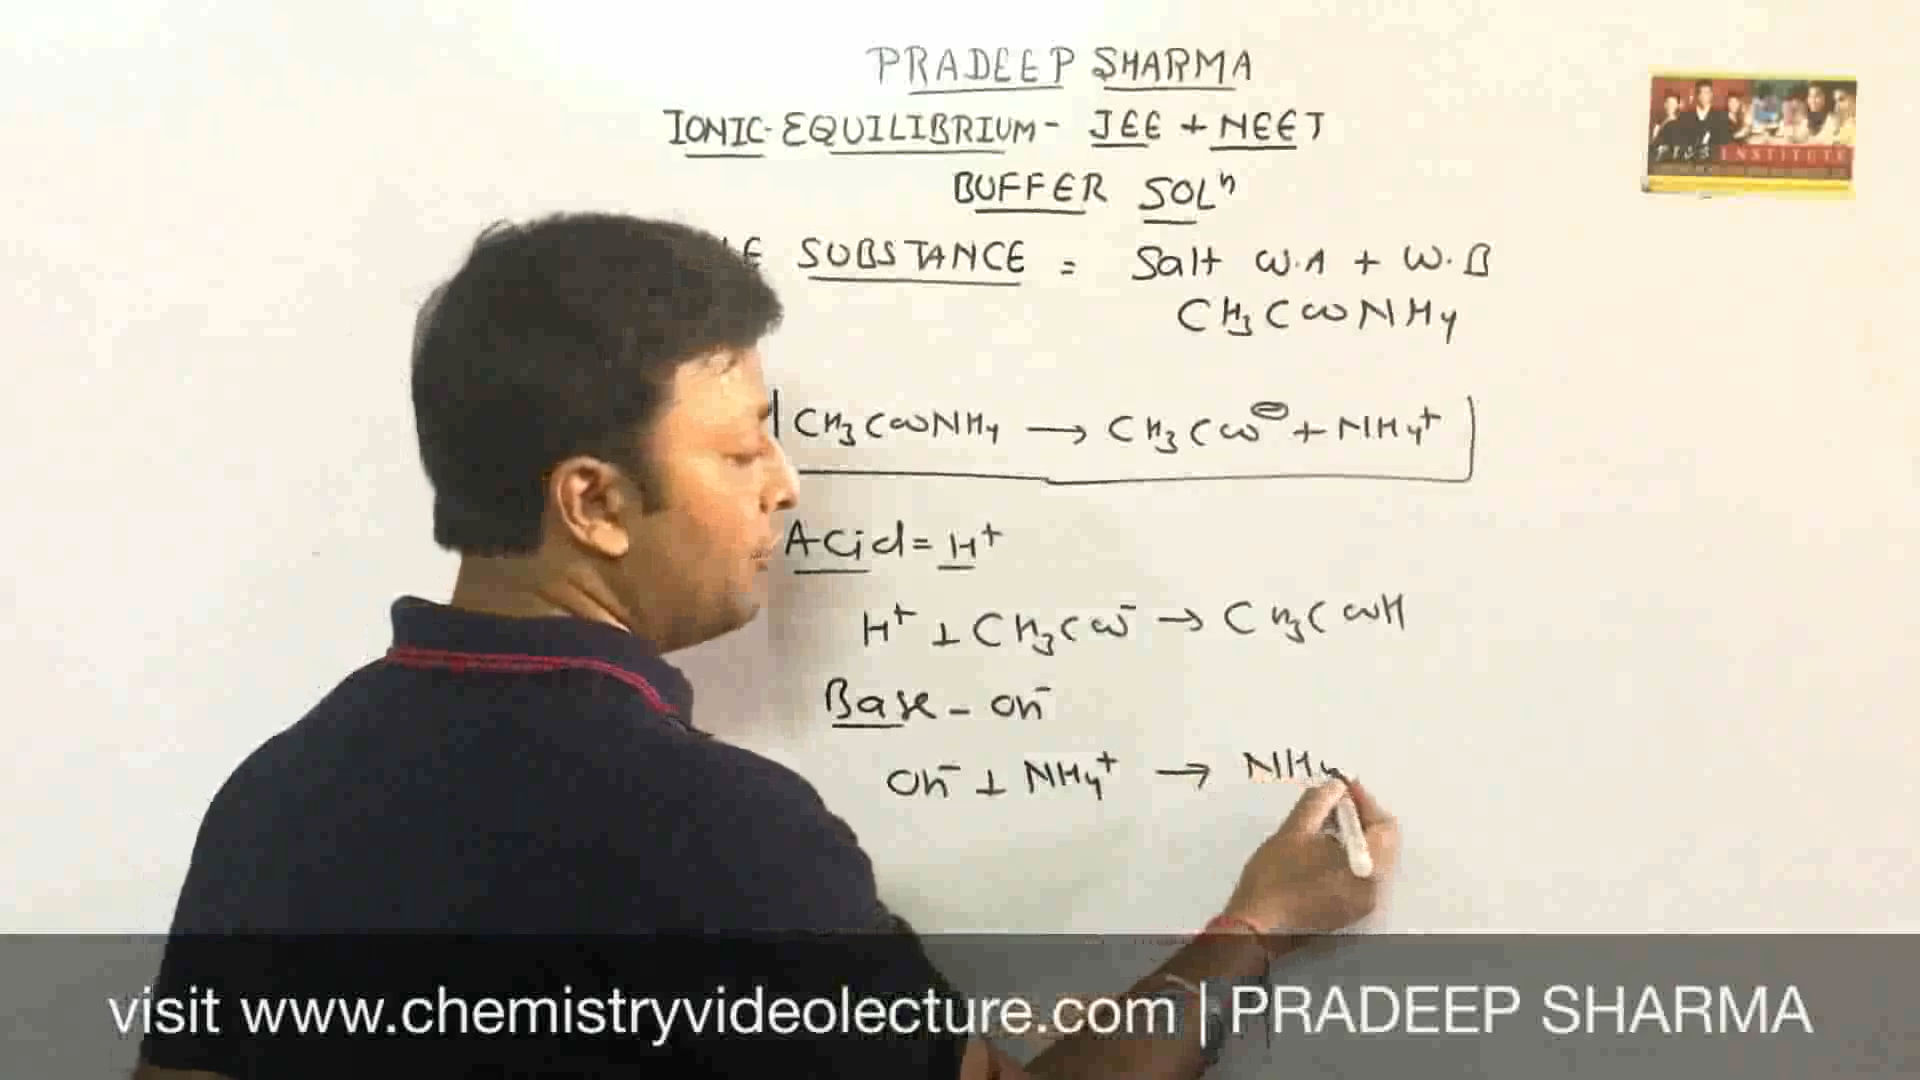 PRADEEP SHARMA
IONIC-EQUILIBRIUM- JEE + NEET
BUFFER SOLⁿ
SUBSTANCE = Salt W.A + W.B
CH₃COONH₄
CH₃COONH₄ → CH₃COO⊖ + NH₄⁺
Acid = H⁺
H⁺ + CH₃COO⁻ → CH₃COOH
Base - OH⁻
OH⁻ + NH₄⁺ → NH₄
INSTITUTE
visit www.chemistryvideolecture.com | PRADEEP SHARMA